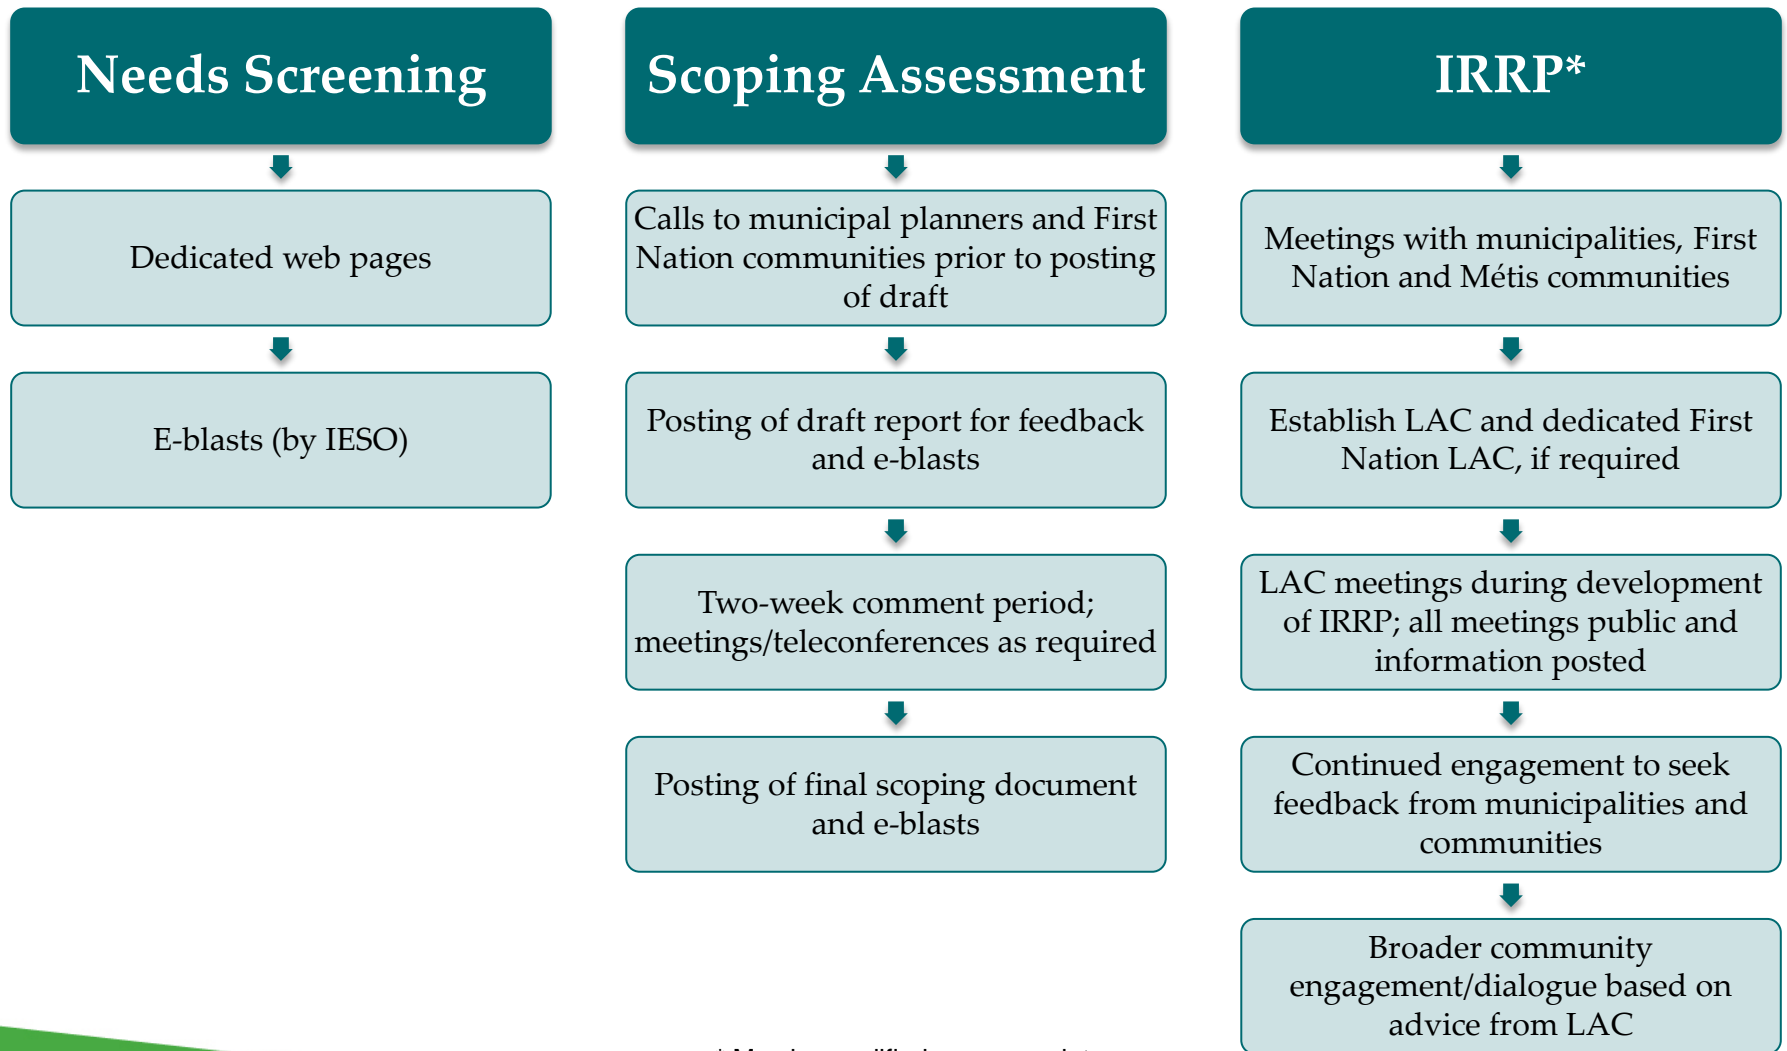 Needs Screening
Dedicated web pages
E-blasts (by IESO)
Scoping Assessment
Calls to municipal planners and First
Nation communities prior to posting
of draft
Posting of draft report for feedback
and e-blasts
Two-week comment period;
meetings/teleconferences as required
Posting of final scoping document
and e-blasts
IRRP*
Meetings with municipalities, First
Nation and Métis communities
Establish LAC and dedicated First
Nation LAC, if required
LAC meetings during development
of IRRP; all meetings public and
information posted
Continued engagement to seek
feedback from municipalities and
communities
Broader community
engagement/dialogue based on
advice from LAC